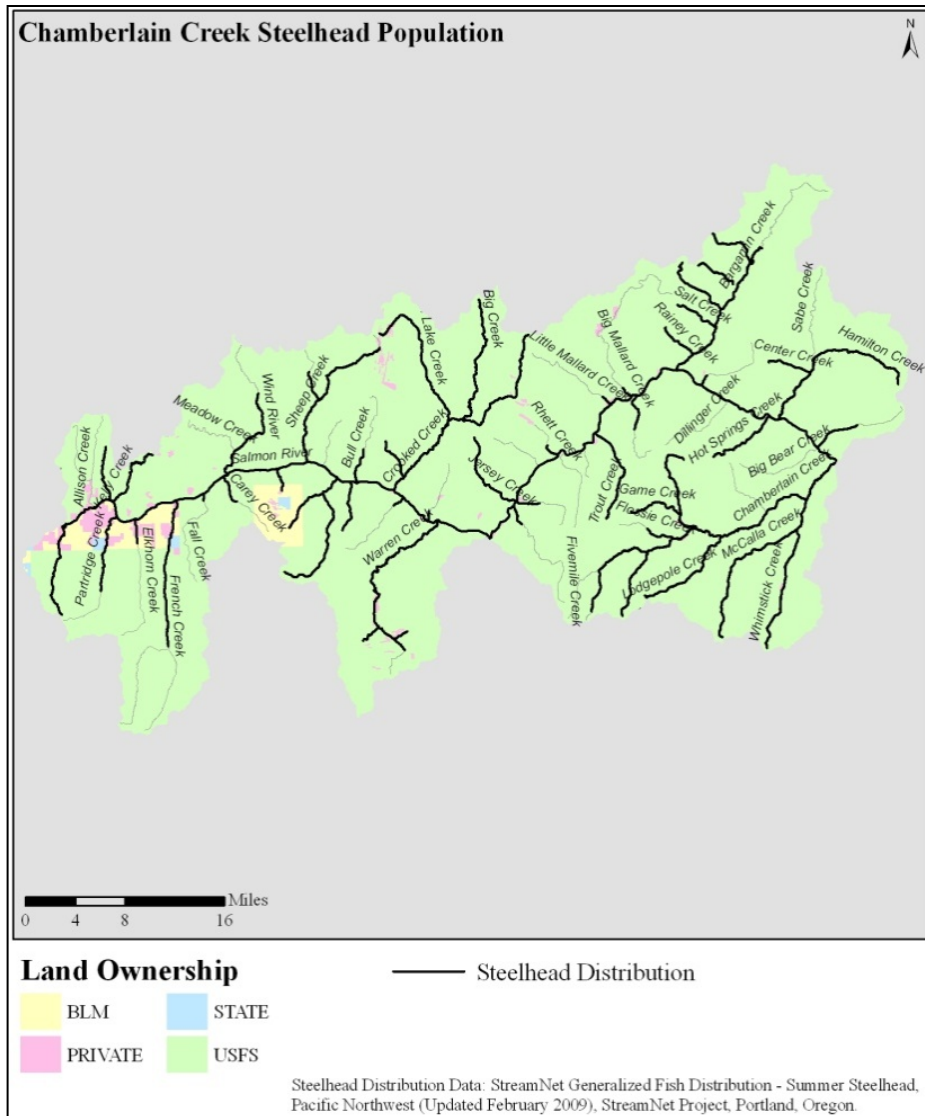 Chamberlain Creek Steelhead Population
N
Bargamin Creek
Sabe Creek
Salt Creek
Hamilton Creek
Big Creek
Big Mallard Creek
Rainey Creek
Lake Creek
Center Creek
Little Mallard Creek
Sheep Creek
Wind River
Dillinger Creek
Hot Springs Creek
Meadow Creek
Rhett Creek
Bull Creek
Crooked Creek
Big Bear Creek
Salmon River
Allison Creek
Kelly Creek
Jersey Creek
Trout Creek
Game Creek
Chamberlain Creek
Carey Creek
Flossie Creek
McCalla Creek
Warren Creek
Partridge Creek
Elkhorn Creek
Fall Creek
French Creek
Fivemile Creek
Lodgepole Creek
Whimstick Creek
Miles
0 4 8 16
Land Ownership
Steelhead Distribution
BLM STATE
PRIVATE USFS
Steelhead Distribution Data: StreamNet Generalized Fish Distribution - Summer Steelhead,
Pacific Northwest (Updated February 2009), StreamNet Project, Portland, Oregon.